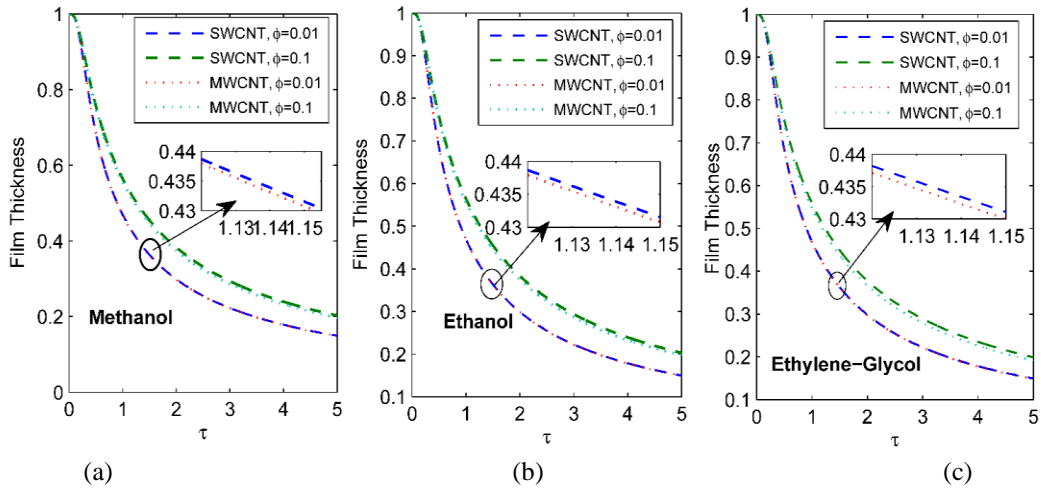 SWCNT, ϕ=0.01
SWCNT, ϕ=0.1
MWCNT, ϕ=0.01
MWCNT, ϕ=0.1
Film Thickness
1
0.8
0.6
0.4
0.2
0
0.44
0.435
0.43
1.13 1.14 1.15
Methanol
0 1 2 3 4 5
τ
(a)
SWCNT, ϕ=0.01
SWCNT, ϕ=0.1
MWCNT, ϕ=0.01
MWCNT, ϕ=0.1
Film Thickness
1
0.9
0.8
0.7
0.6
0.5
0.4
0.3
0.2
0.1
0.44
0.43
0.43
1.13 1.14 1.15
Ethanol
0 1 2 3 4 5
τ
(b)
SWCNT, ϕ=0.01
SWCNT, ϕ=0.1
MWCNT, ϕ=0.01
MWCNT, ϕ=0.1
Film Thickness
1
0.9
0.8
0.7
0.6
0.5
0.4
0.3
0.2
0.1
0.44
0.435
0.43
1.13 1.14 1.15
Ethylene−Glycol
0 1 2 3 4 5
τ
(c)